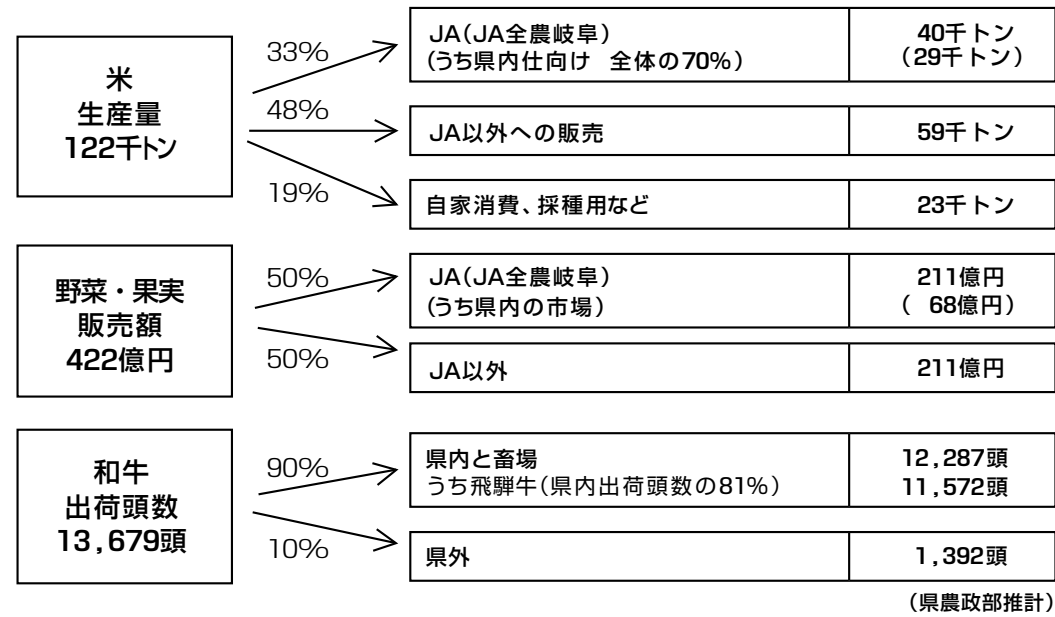 米
生産量
122千トン
33%
48%
19%
JA(JA全農岐阜)
(うち県内仕向け 全体の70%)
40千トン
(29千トン)
JA以外への販売
59千トン
自家消費、採種用など
23千トン
野菜・果実
販売額
422億円
50%
50%
JA(JA全農岐阜)
(うち県内の市場)
211億円
( 68億円)
JA以外
211億円
和牛
出荷頭数
13,679頭
90%
10%
県内と畜場
うち飛騨牛(県内出荷頭数の81%)
12,287頭
11,572頭
県外
1,392頭
(県農政部推計)